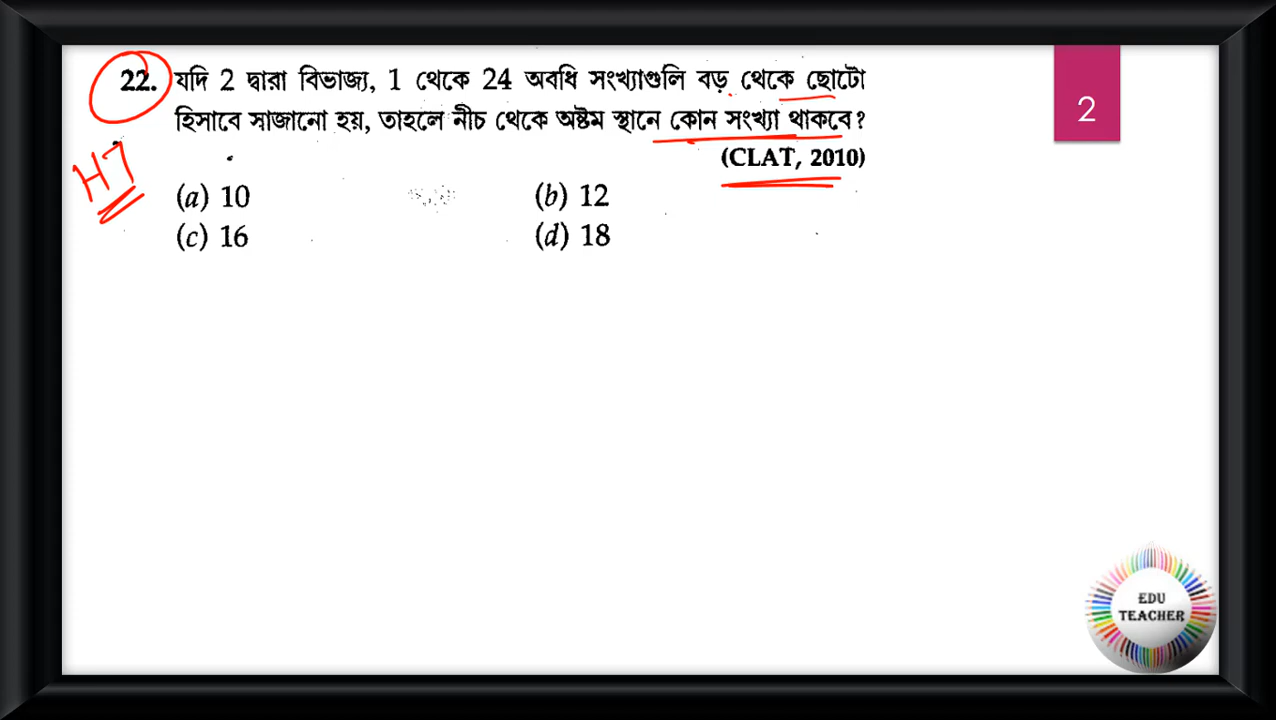 22. যদি 2 দ্বারা বিভাজ্য, 1 থেকে 24 অবধি সংখ্যাগুলি বড় থেকে ছোটো
হিসাবে সাজানো হয়, তাহলে নীচ থেকে অষ্টম স্থানে কোন সংখ্যা থাকবে?
(CLAT, 2010)
H7
(a) 10 (b) 12
(c) 16 (d) 18
2
EDU
TEACHER